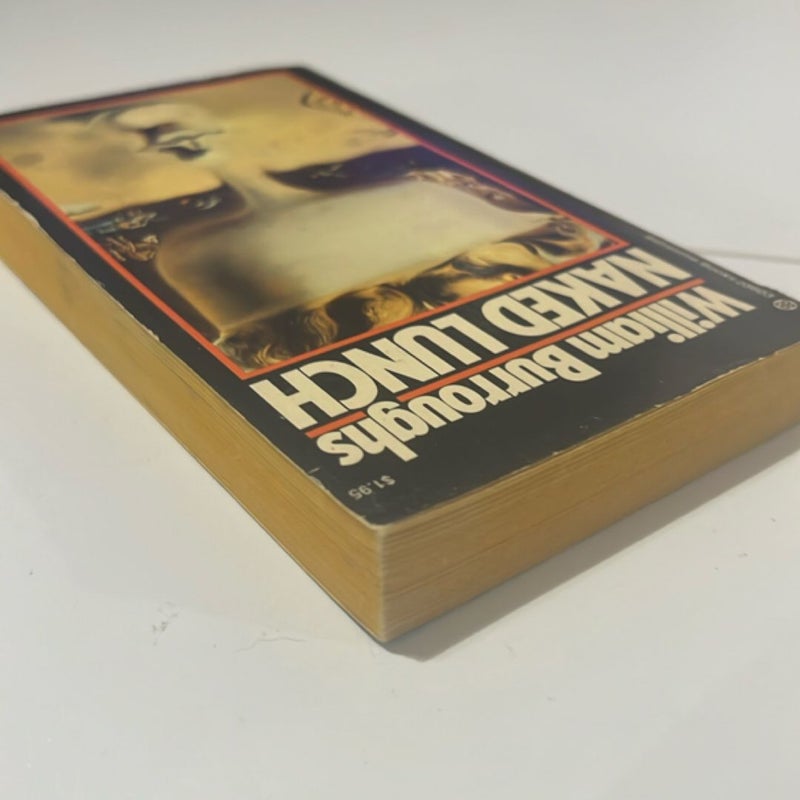 $1.95
William Burroughs
NAKED LUNCH